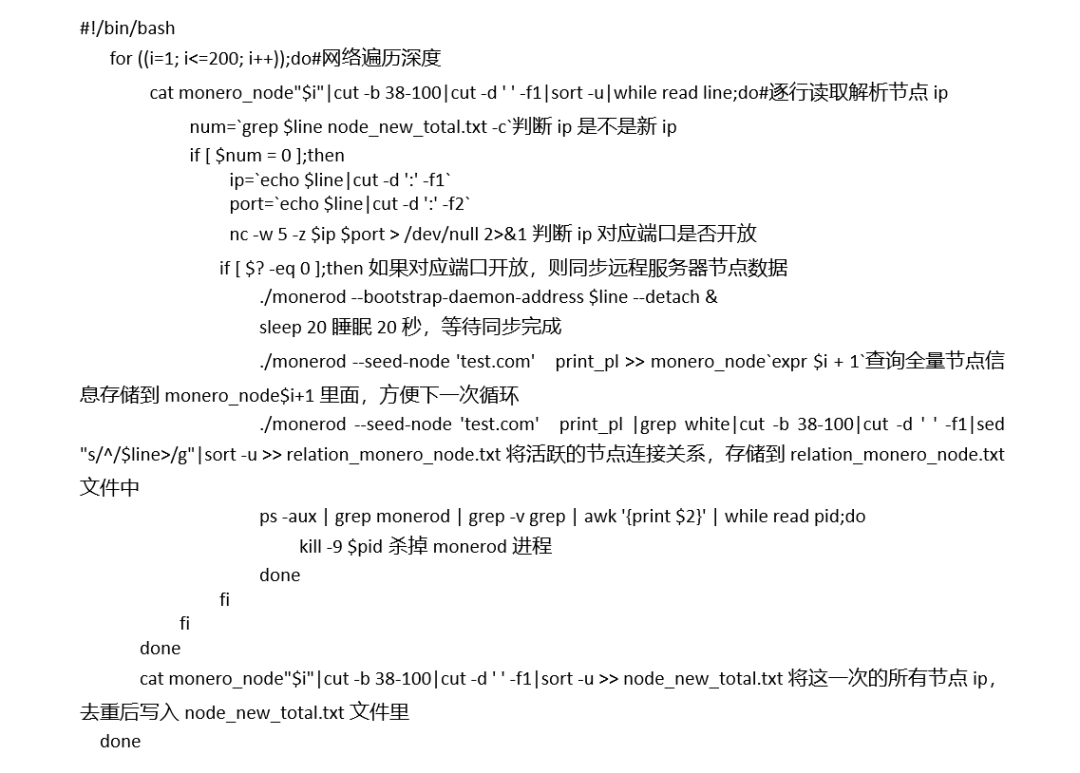 #!/bin/bash
for ((i=1; i<=200; i++));do#网络遍历深度
cat monero_node"$i"|cut -b 38-100|cut -d ' ' -f1|sort -u|while read line;do#逐行读取解析节点 ip
num=`grep $line node_new_total.txt -c`判断 ip 是不是新 ip
if [ $num = 0 ];then
ip=`echo $line|cut -d ':' -f1`
port=`echo $line|cut -d ':' -f2`
nc -w 5 -z $ip $port > /dev/null 2>&1 判断 ip 对应端口是否开放
if [ $? -eq 0 ];then 如果对应端口开放，则同步远程服务器节点数据
./monerod --bootstrap-daemon-address $line --detach &
sleep 20 睡眠 20 秒，等待同步完成
./monerod --seed-node 'test.com' print_pl >> monero_node`expr $i + 1`查询全量节点信
息存储到 monero_node$i+1 里面，方便下一次循环
./monerod --seed-node 'test.com' print_pl |grep white|cut -b 38-100|cut -d ' ' -f1|sed
"s/^/$line>/g"|sort -u >> relation_monero_node.txt 将活跃的节点连接关系，存储到 relation_monero_node.txt
文件中
ps -aux | grep monerod | grep -v grep | awk '{print $2}' | while read pid;do
kill -9 $pid 杀掉 monerod 进程
done
fi
fi
done
cat monero_node"$i"|cut -b 38-100|cut -d ' ' -f1|sort -u >> node_new_total.txt 将这一次的所有节点 ip，
去重后写入 node_new_total.txt 文件里
done